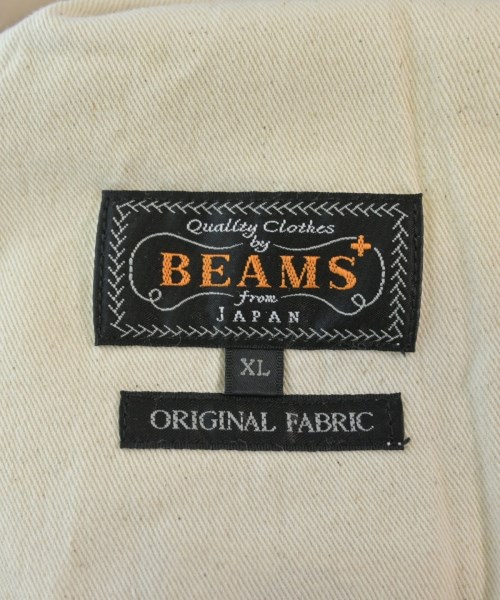 Quality Clothes
by
BEAMS+
from
JAPAN
XL
ORIGINAL FABRIC